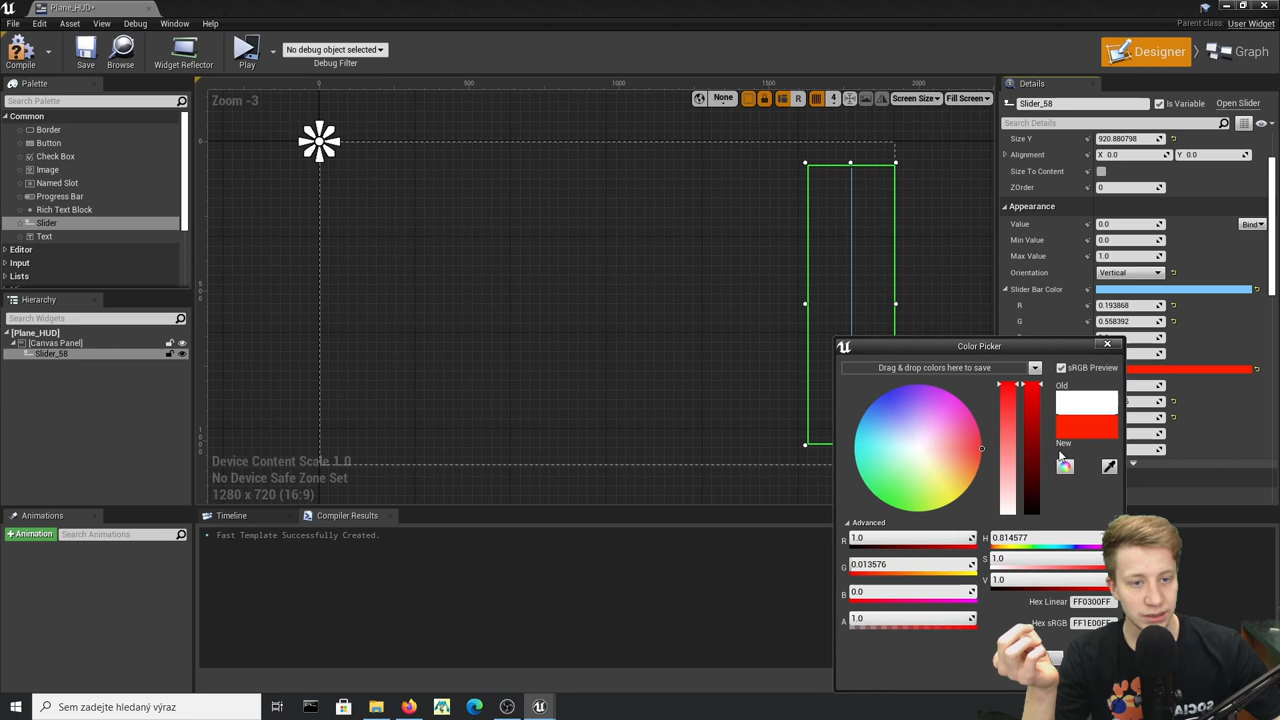 Plane_HUD*
File Edit Asset View Debug Window Help
Parent class: User Widget
Compile Save Browse Widget Reflector Play
No debug object selected
Debug Filter
Designer Graph
Palette
Search Palette
Common
Border
Button
Check Box
Image
Named Slot
Progress Bar
Rich Text Block
Slider
Text
Editor
Input
Lists
Hierarchy
Search Widgets
[Plane_HUD]
[Canvas Panel]
Slider_58
Animations
+ Animation
Search Animations
Zoom -3
0 500 1000 1500 2000
None R 4 Screen Size Fill Screen
0
500
1000
Device Content Scale 1.0
No Device Safe Zone Set
1280 x 720 (16:9)
Timeline Compiler Results
Fast Template Successfully Created.
Details
Slider_58 Is Variable Open Slider
Search Details
Size Y 920.880798
Alignment X 0.0 Y 0.0
Size To Content
ZOrder 0
Appearance
Value 0.0 Bind
Min Value 0.0
Max Value 1.0
Orientation Vertical
Slider Bar Color
R 0.193868
G 0.558392
Color Picker
Drag & drop colors here to save
sRGB Preview
Old
New
Advanced
R 1.0
G 0.013576
B 0.0
A 1.0
H 0.814577
S 1.0
V 1.0
Hex Linear FF0300FF
Hex sRGB FF1E00FF
Sem zadejte hledaný výraz